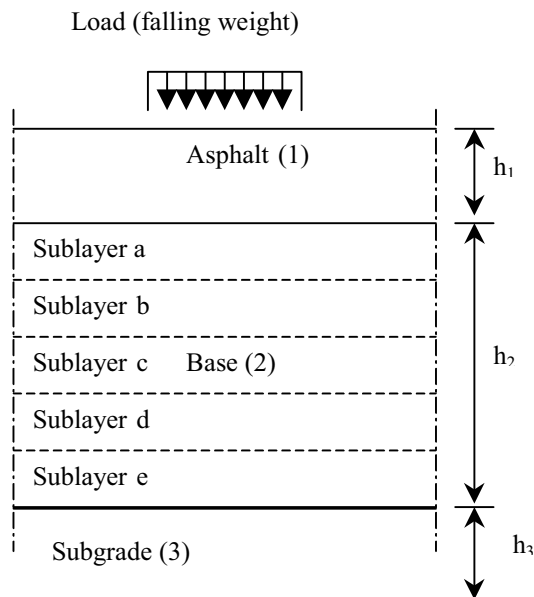 Load (falling weight)
Asphalt (1)
h₁
Sublayer a
Sublayer b
Sublayer c Base (2)
h₂
Sublayer d
Sublayer e
Subgrade (3)
h₃